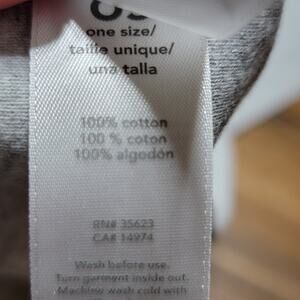 OS
one size/
taille unique/
una talla
100% cotton
100 % coton
100% algodón
RN# 35623
CA# 14974
Wash before use.
Turn garment inside out.
Machine wash cold with